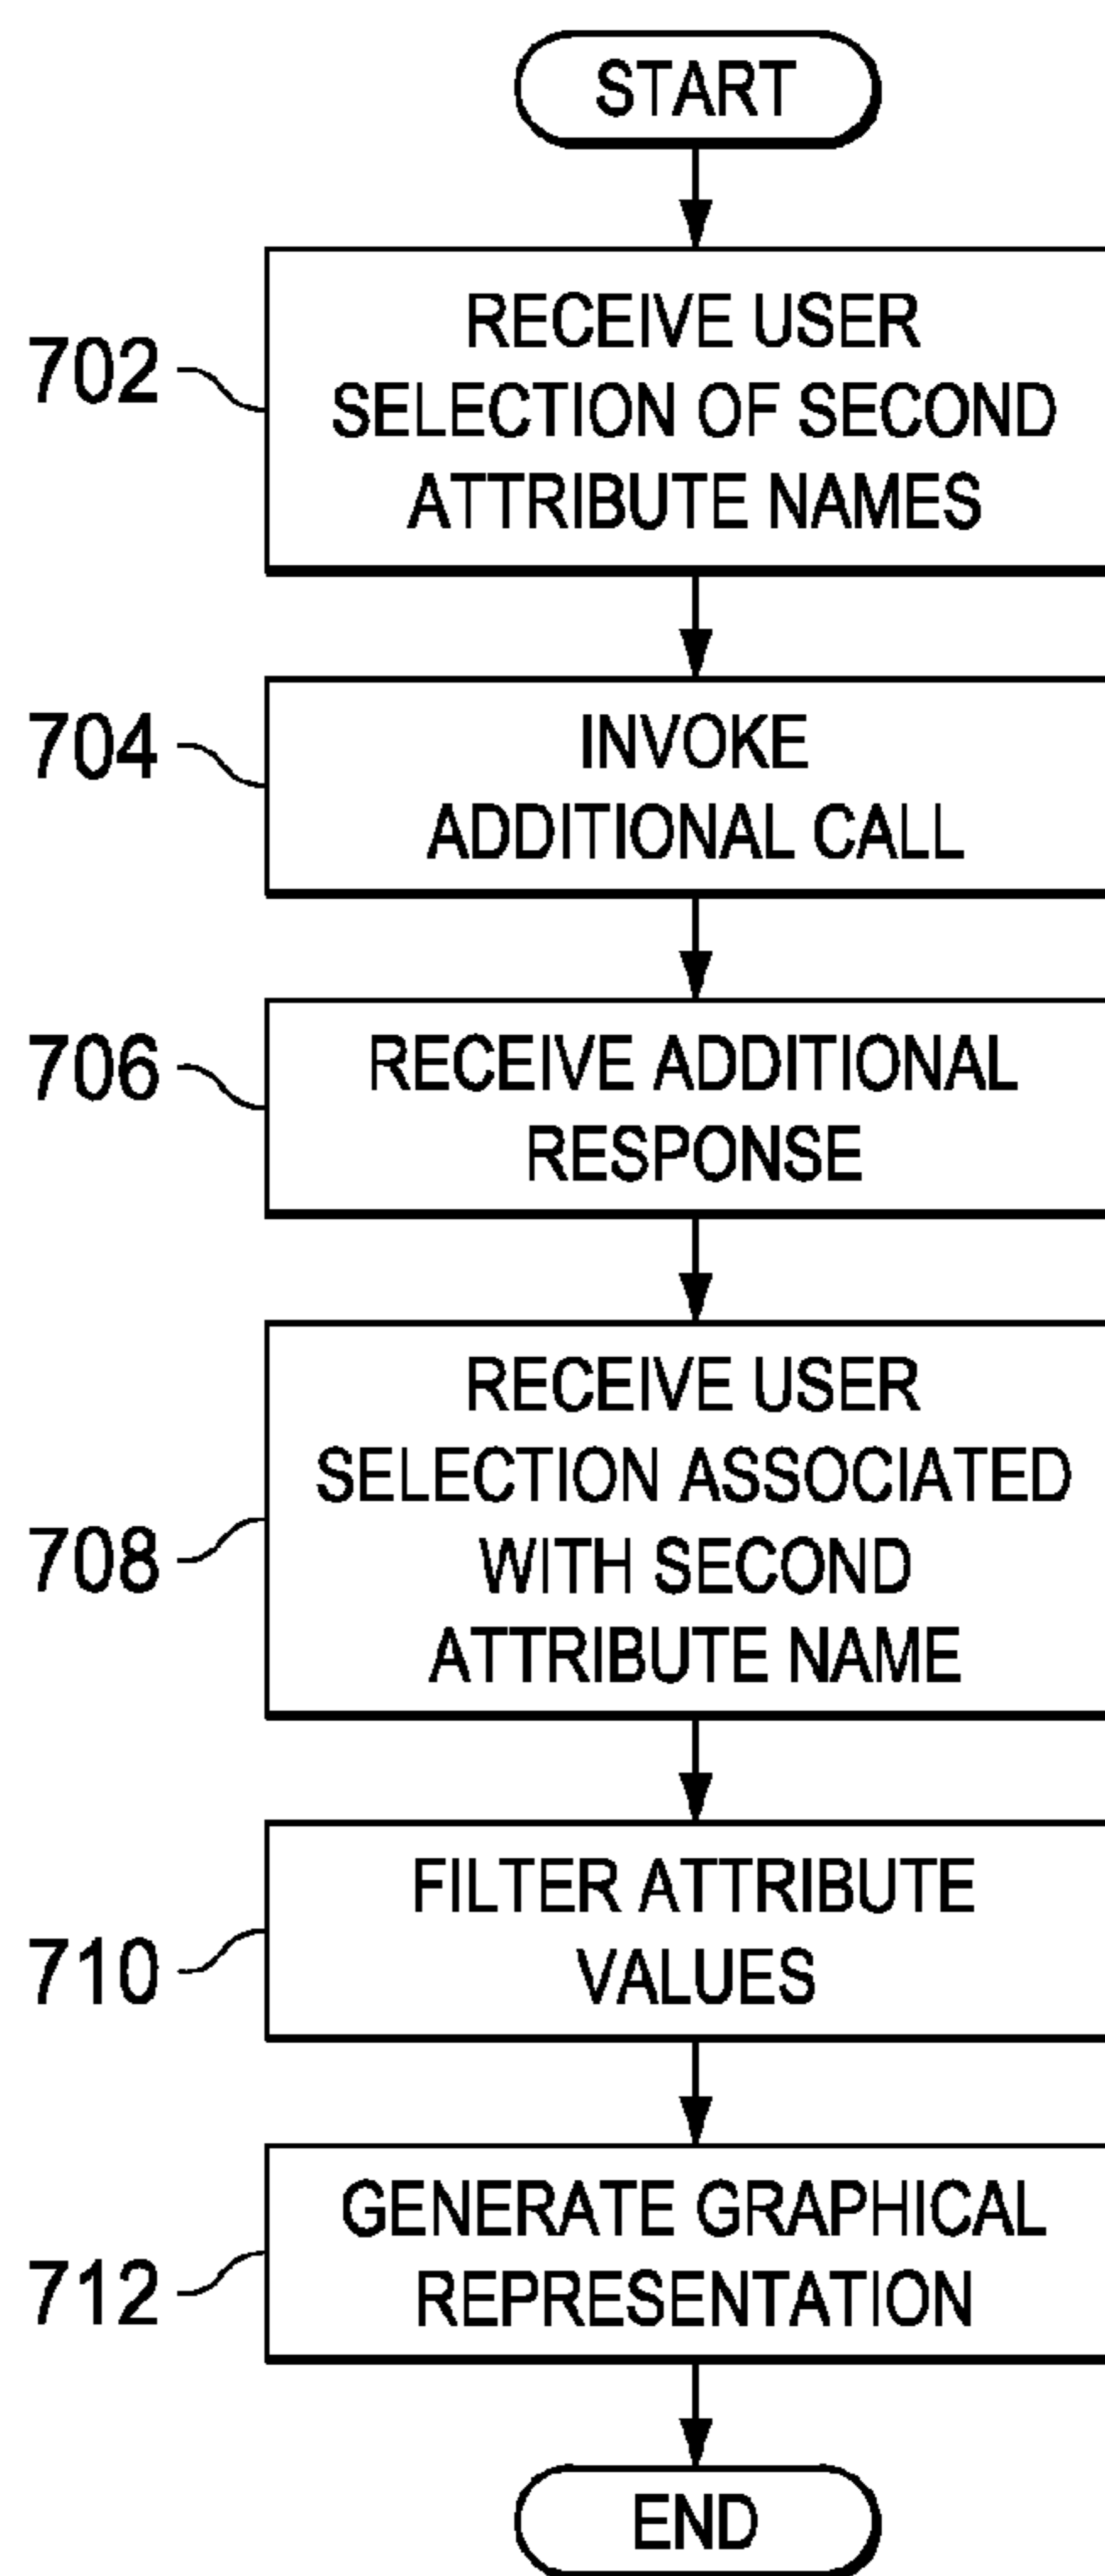 START
702
RECEIVE USER
SELECTION OF SECOND
ATTRIBUTE NAMES
704
INVOKE
ADDITIONAL CALL
706
RECEIVE ADDITIONAL
RESPONSE
708
RECEIVE USER
SELECTION ASSOCIATED
WITH SECOND
ATTRIBUTE NAME
710
FILTER ATTRIBUTE
VALUES
712
GENERATE GRAPHICAL
REPRESENTATION
END